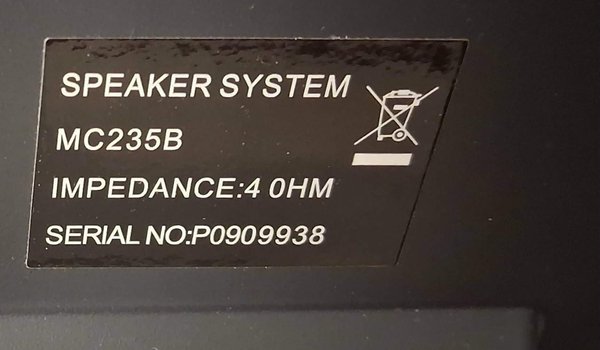 SPEAKER SYSTEM
MC235B
IMPEDANCE:4 0HM
SERIAL NO:P0909938